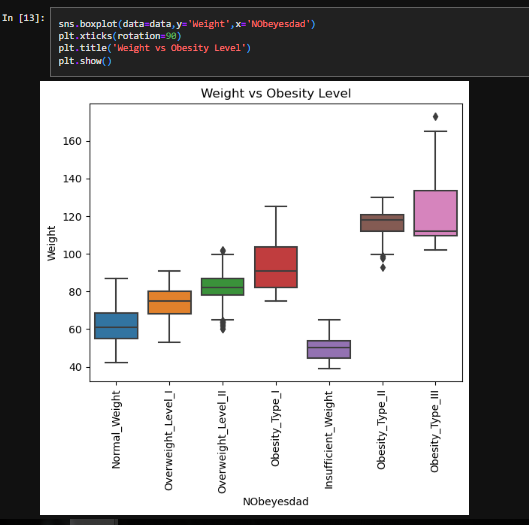 In [13]:
sns.boxplot(data=data,y='Weight',x='NObeyesdad')
plt.xticks(rotation=90)
plt.title('Weight vs Obesity Level')
plt.show()
Weight vs Obesity Level
160
140
120
100
80
60
40
Weight
Normal_Weight
Overweight_Level_I
Overweight_Level_II
Obesity_Type_I
Insufficient_Weight
Obesity_Type_II
Obesity_Type_III
NObeyesdad